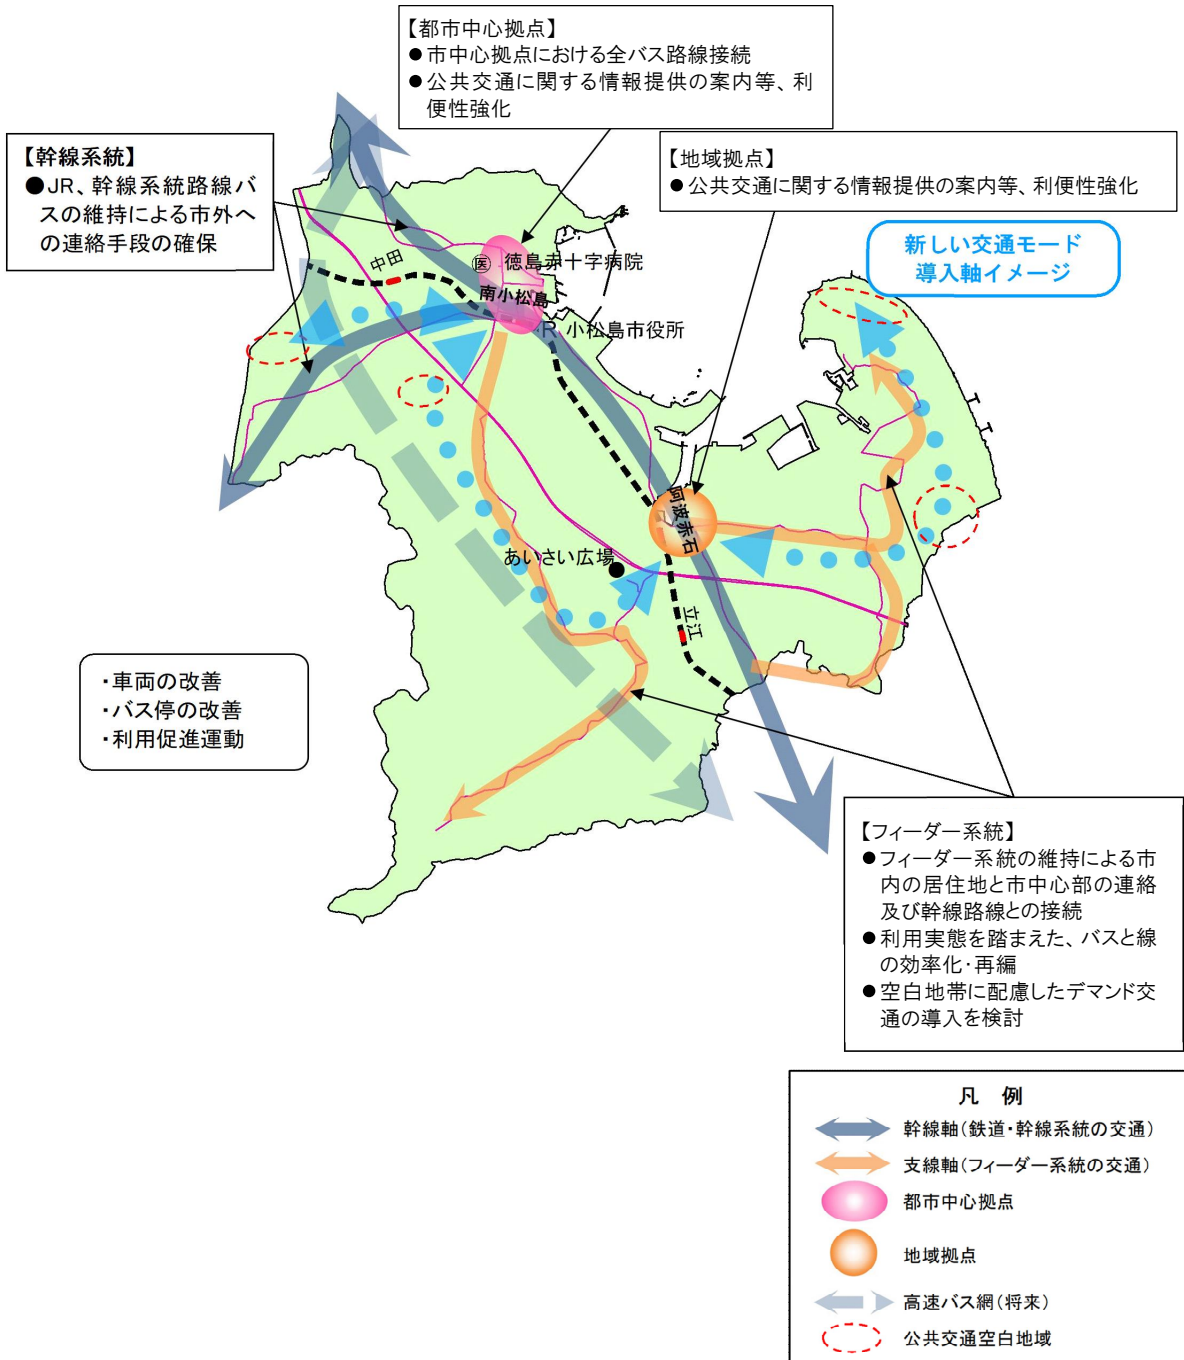 【都市中心拠点】
●市中心拠点における全バス路線接続
●公共交通に関する情報提供の案内等、利
便性強化
【幹線系統】
●JR、幹線系統路線バ
スの維持による市外へ
の連絡手段の確保
【地域拠点】
●公共交通に関する情報提供の案内等、利便性強化
新しい交通モード
導入軸イメージ
中田
医 徳島赤十字病院
南小松島
小松島市役所
阿波赤石
あいさい広場
立江
・車両の改善
・バス停の改善
・利用促進運動
【フィーダー系統】
●フィーダー系統の維持による市
内の居住地と市中心部の連絡
及び幹線路線との接続
●利用実態を踏まえた、バスと線
の効率化・再編
●空白地帯に配慮したデマンド交
通の導入を検討
凡 例
幹線軸(鉄道・幹線系統の交通)
支線軸(フィーダー系統の交通)
都市中心拠点
地域拠点
高速バス網(将来)
公共交通空白地域